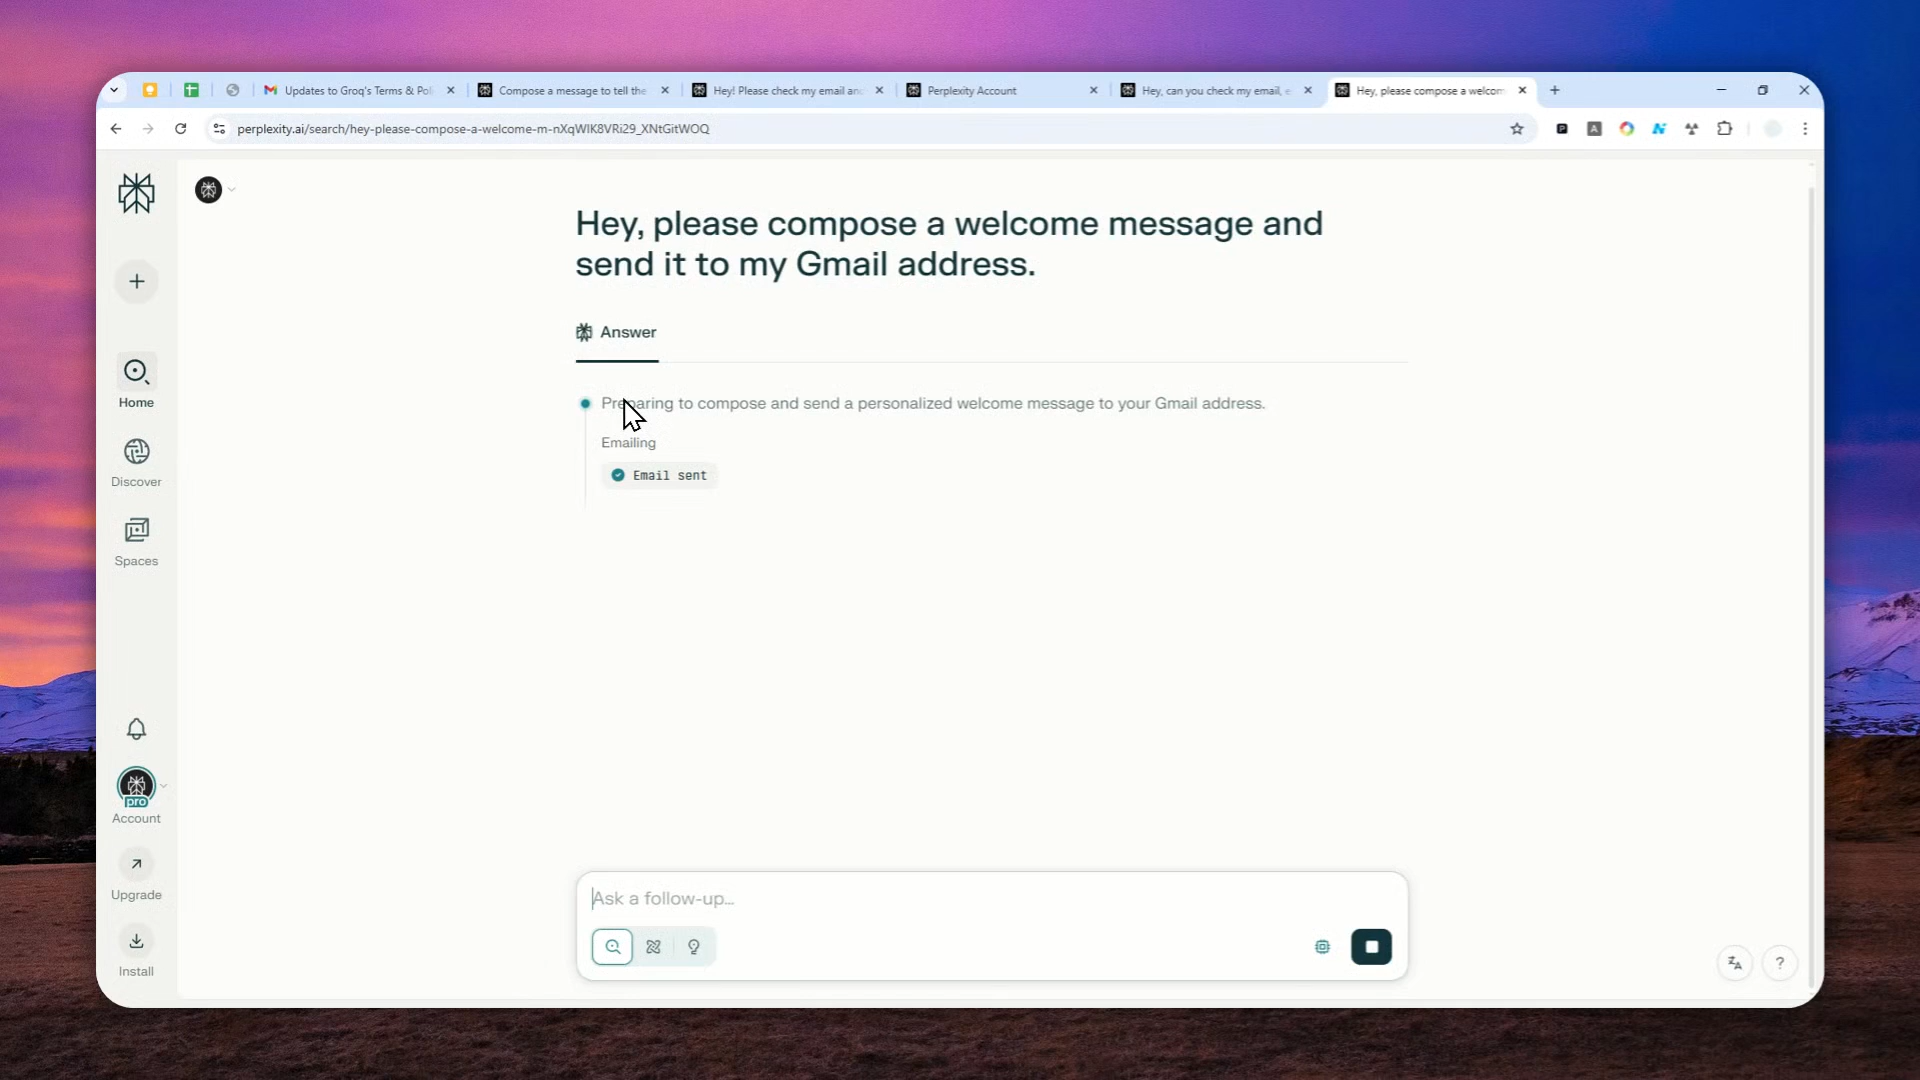 Updates to Groq's Terms & Pol
Compose a message to tell the
Hey! Please check my email and
Perplexity Account
Hey, can you check my email, e
Hey, please compose a welcom
perplexity.ai/search/hey-please-compose-a-welcome-m-nXqWIK8VRi29_XNtGitWOQ
Hey, please compose a welcome message and
send it to my Gmail address.
Answer
Preparing to compose and send a personalized welcome message to your Gmail address.
Emailing
Email sent
Home
Discover
Spaces
pro
Account
Upgrade
Install
Ask a follow-up...